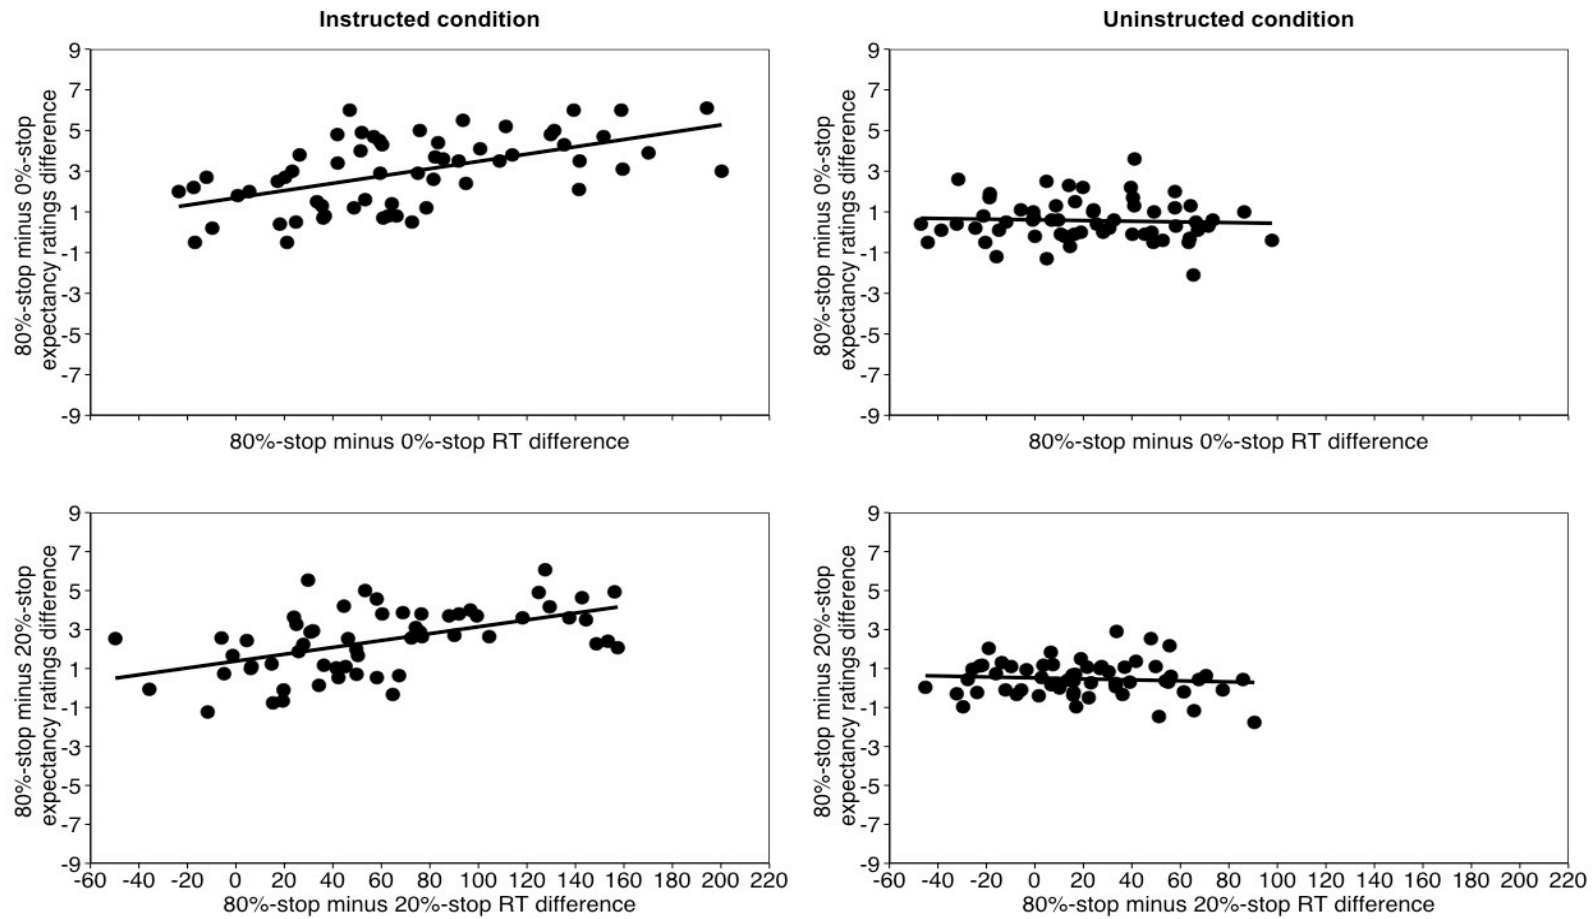 Instructed condition
Uninstructed condition
80%-stop minus 0%-stop
expectancy ratings difference
9
7
5
3
1
-1
-3
-5
-7
-9
80%-stop minus 0%-stop RT difference
80%-stop minus 0%-stop
expectancy ratings difference
9
7
5
3
1
-1
-3
-5
-7
-9
80%-stop minus 0%-stop RT difference
80%-stop minus 20%-stop
expectancy ratings difference
9
7
5
3
1
-1
-3
-5
-7
-9
-60 -40 -20 0 20 40 60 80 100 120 140 160 180 200 220
80%-stop minus 20%-stop RT difference
80%-stop minus 20%-stop
expectancy ratings difference
9
7
5
3
1
-1
-3
-5
-7
-9
-60 -40 -20 0 20 40 60 80 100 120 140 160 180 200 220
80%-stop minus 20%-stop RT difference